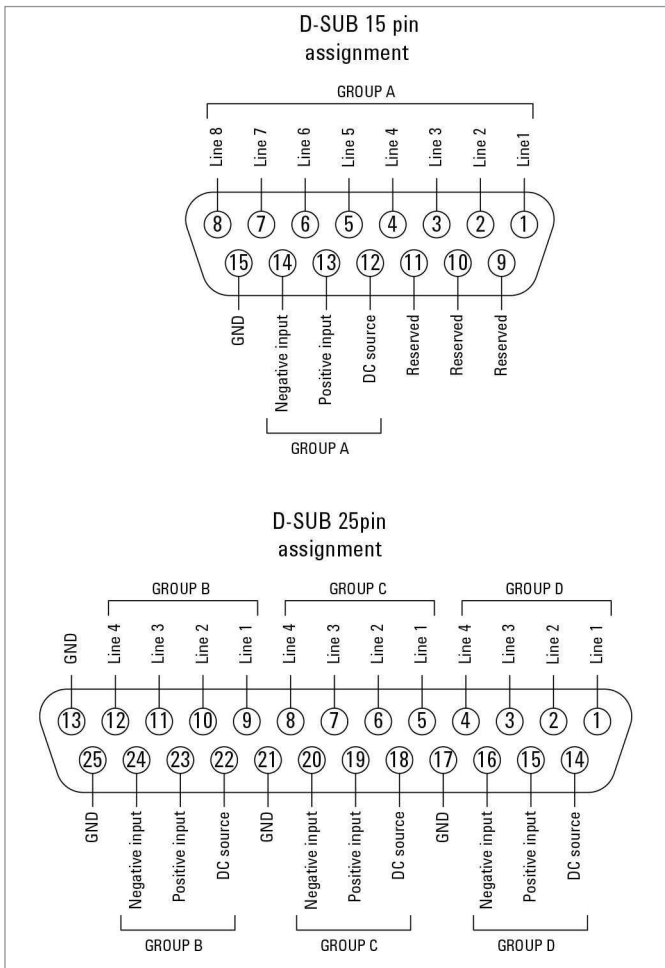 D-SUB 15 pin
assignment
GROUP A
Line 8
Line 7
Line 6
Line 5
Line 4
Line 3
Line 2
Line1
8
7
6
5
4
3
2
1
15
14
13
12
11
10
9
GND
Negative input
Positive input
DC source
Reserved
Reserved
Reserved
GROUP A
D-SUB 25pin
assignment
GROUP B
GROUP C
GROUP D
GND
Line 4
Line 3
Line 2
Line 1
Line 4
Line 3
Line 2
Line 1
Line 4
Line 3
Line 2
Line 1
13
12
11
10
9
8
7
6
5
4
3
2
1
25
24
23
22
21
20
19
18
17
16
15
14
GND
Negative input
Positive input
DC source
GND
Negative input
Positive input
DC source
GND
Negative input
Positive input
DC source
GROUP B
GROUP C
GROUP D